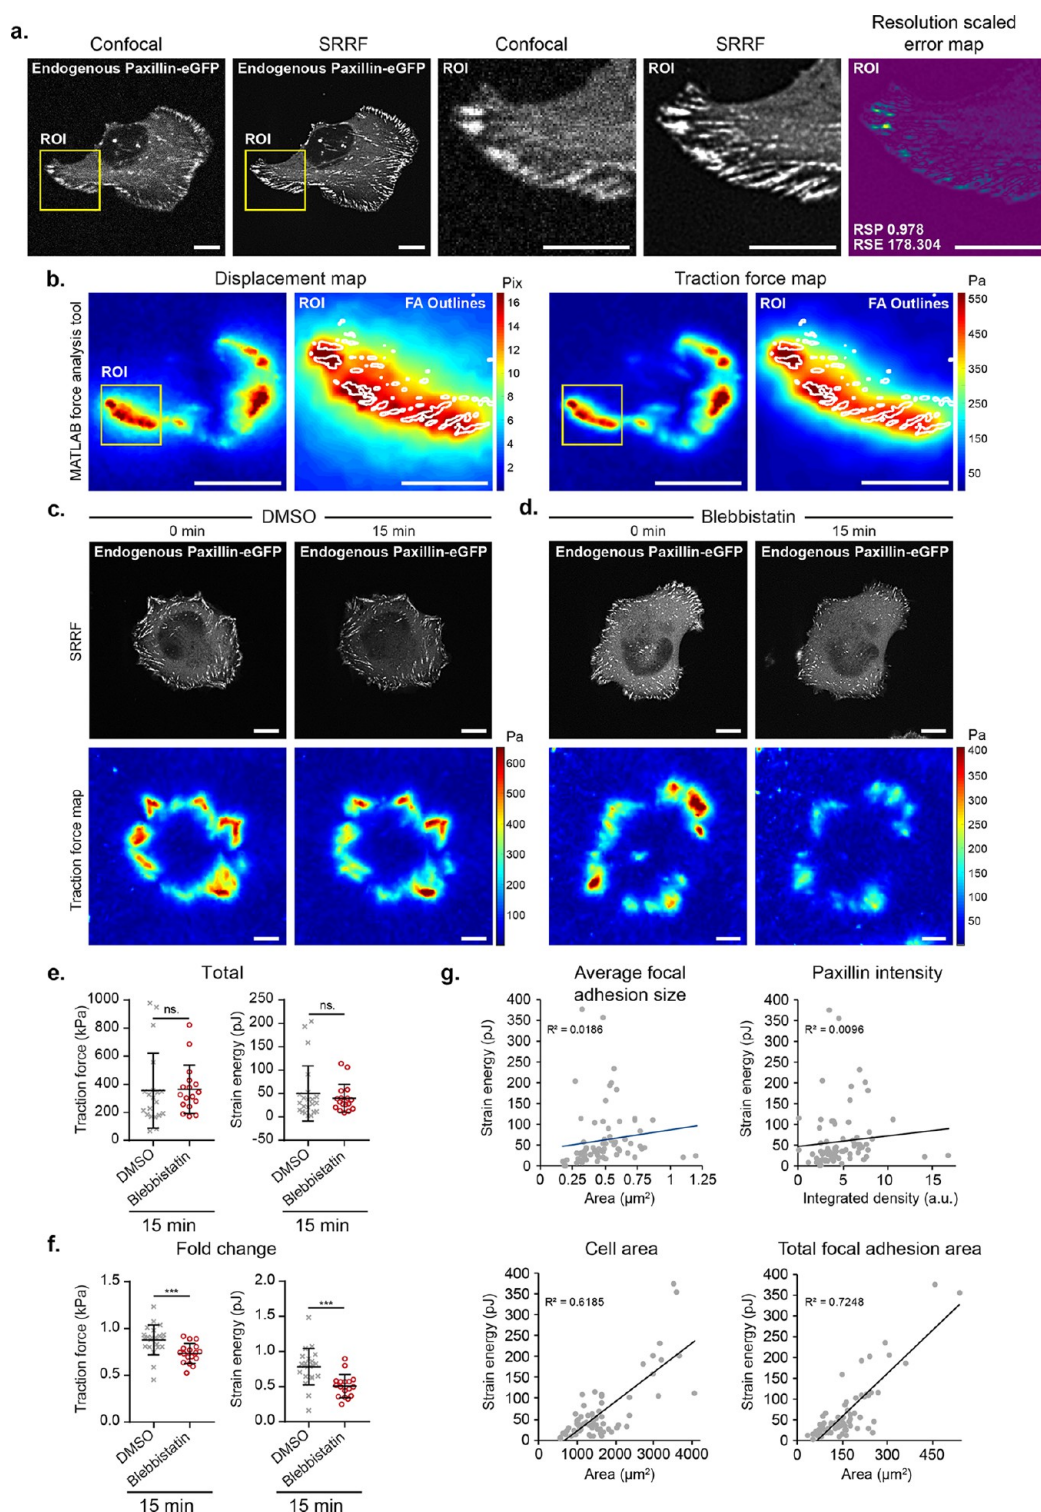 a.
Confocal SRRF Confocal SRRF Resolution scaled error map
Endogenous Paxillin-eGFP Endogenous Paxillin-eGFP ROI ROI ROI
ROI ROI
RSP 0.978
RSE 178.304
b.
Displacement map Traction force map
MATLAB force analysis tool
ROI
ROI FA Outlines
Pix
16
14
12
10
8
6
4
2
ROI
ROI FA Outlines
Pa
550
450
350
250
150
50
c. DMSO
0 min 15 min
Endogenous Paxillin-eGFP Endogenous Paxillin-eGFP
d. Blebbistatin
0 min 15 min
Endogenous Paxillin-eGFP Endogenous Paxillin-eGFP
SRRF
Traction force map
Pa
600
500
400
300
200
100
Pa
400
350
300
250
200
150
100
50
e. Total
Traction force (kPa)
1000
800
600
400
200
0
ns.
DMSO
Blebbistatin
15 min
Strain energy (pJ)
250
200
150
100
50
0
-50
ns.
DMSO
Blebbistatin
15 min
f. Fold change
Traction force (kPa)
1.5
1.0
0.5
0.0
***
DMSO
Blebbistatin
15 min
Strain energy (pJ)
2.0
1.5
1.0
0.5
0.0
***
DMSO
Blebbistatin
15 min
g.
Average focal
adhesion size
R² = 0.0186
Strain energy (pJ)
400
350
300
250
200
150
100
50
0
0 0.25 0.5 0.75 1 1.25
Area (μm²)
Paxillin intensity
R² = 0.0096
Strain energy (pJ)
400
350
300
250
200
150
100
50
0
0 5 10 15
Integrated density (a.u.)
Cell area
R² = 0.6185
Strain energy (pJ)
400
350
300
250
200
150
100
50
0
0 1000 2000 3000 4000
Area (μm²)
Total focal adhesion area
R² = 0.7248
Strain energy (pJ)
400
350
300
250
200
150
100
50
0
0 150 300 450
Area (μm²)